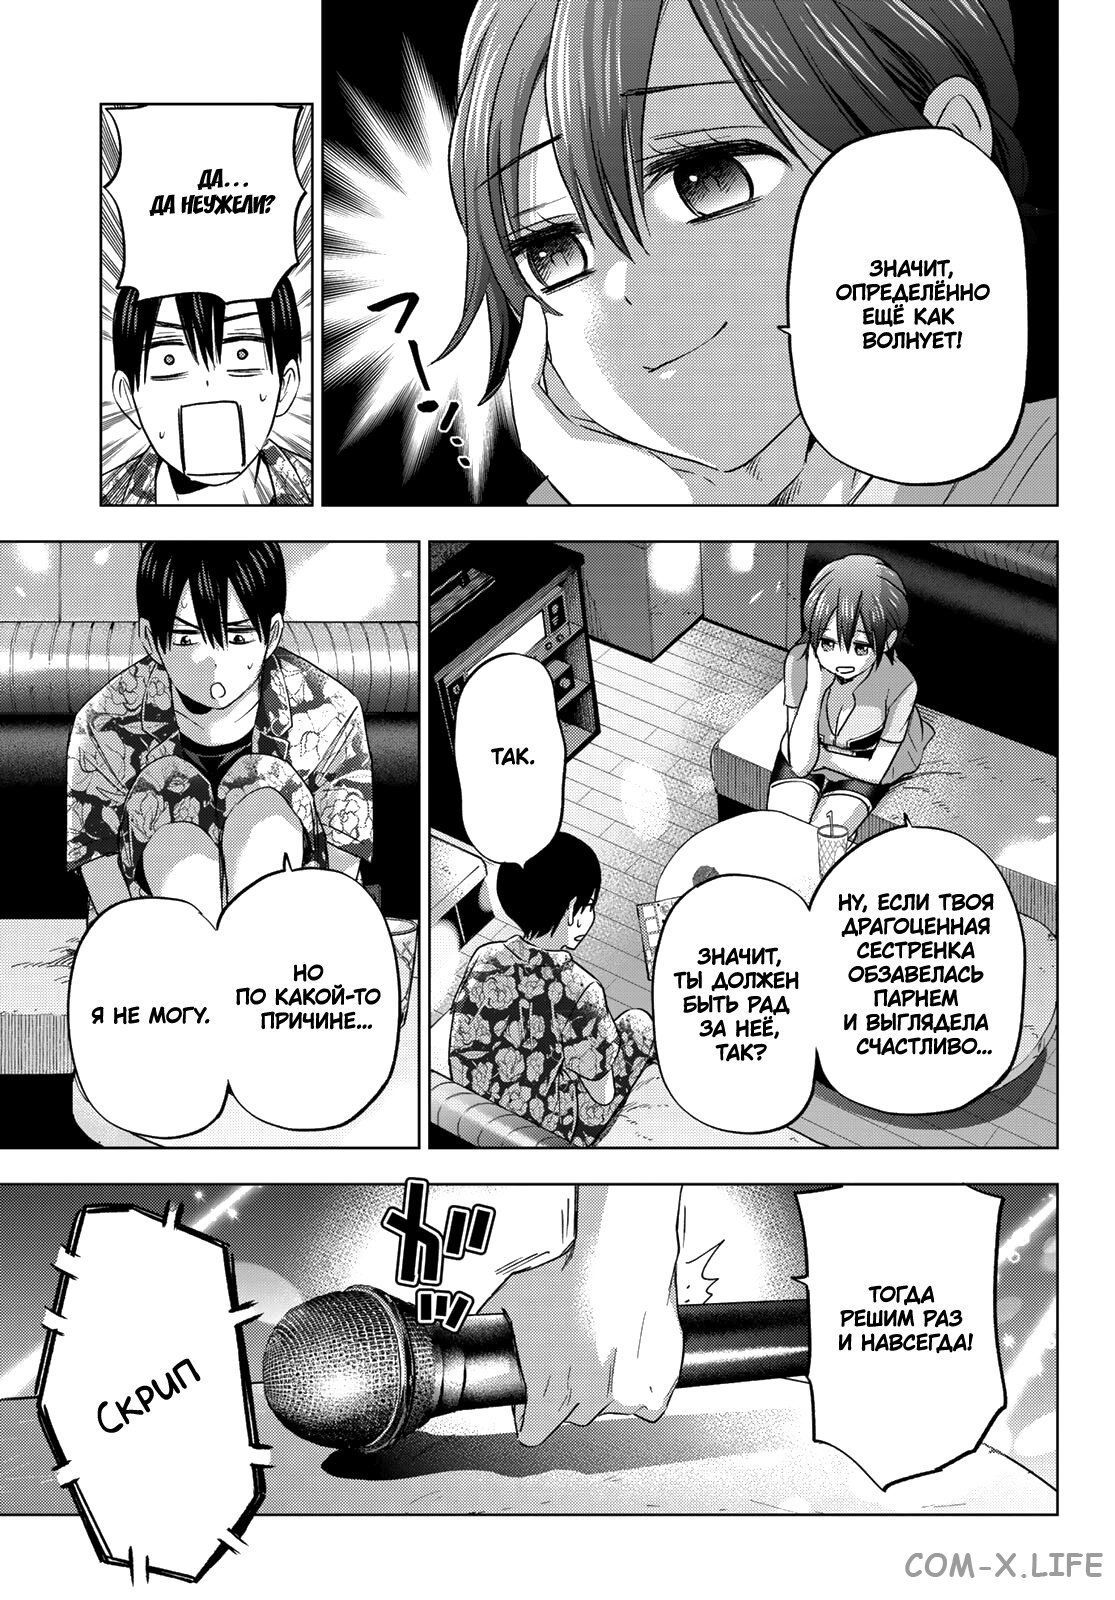 ЗНАЧИТ,
ОПРЕДЕЛЁННО
ЕЩЁ КАК
ВОЛНУЕТ!
ДА...
ДА НЕУЖЕЛИ?
НУ, ЕСЛИ ТВОЯ
ДРАГОЦЕННАЯ
СЕСТРЕНКА
ОБЗАВЕЛАСЬ
ПАРНЕМ
И ВЫГЛЯДЕЛА
СЧАСТЛИВО...
ЗНАЧИТ,
ТЫ ДОЛЖЕН
БЫТЬ РАД
ЗА НЕЁ,
ТАК?
ТАК.
НО
ПО КАКОЙ-ТО
ПРИЧИНЕ...
Я НЕ МОГУ.
ТОГДА
РЕШИМ РАЗ
И НАВСЕГДА!
ガッ
СКРИП
COM-X.LIFE